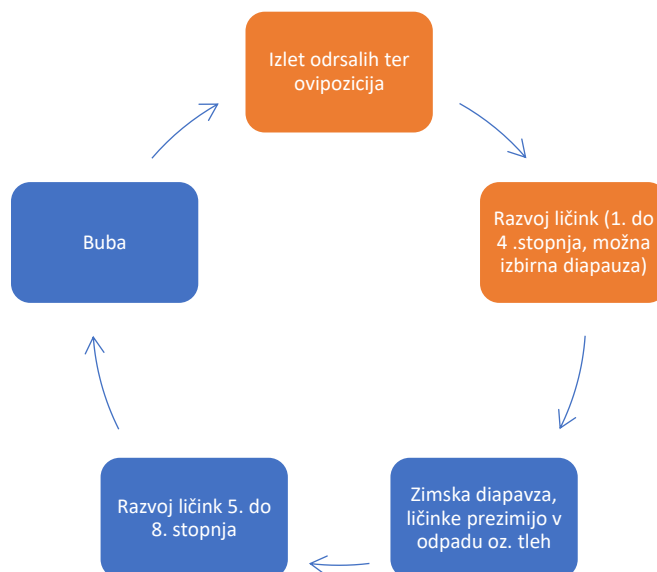 Izlet odrsalih ter
ovipozicija
Razvoj ličink (1. do
4 .stopnja, možna
izbirna diapauza)
Zimska diapavza,
ličinke prezimijo v
odpadu oz. tleh
Razvoj ličink 5. do
8. stopnja
Buba